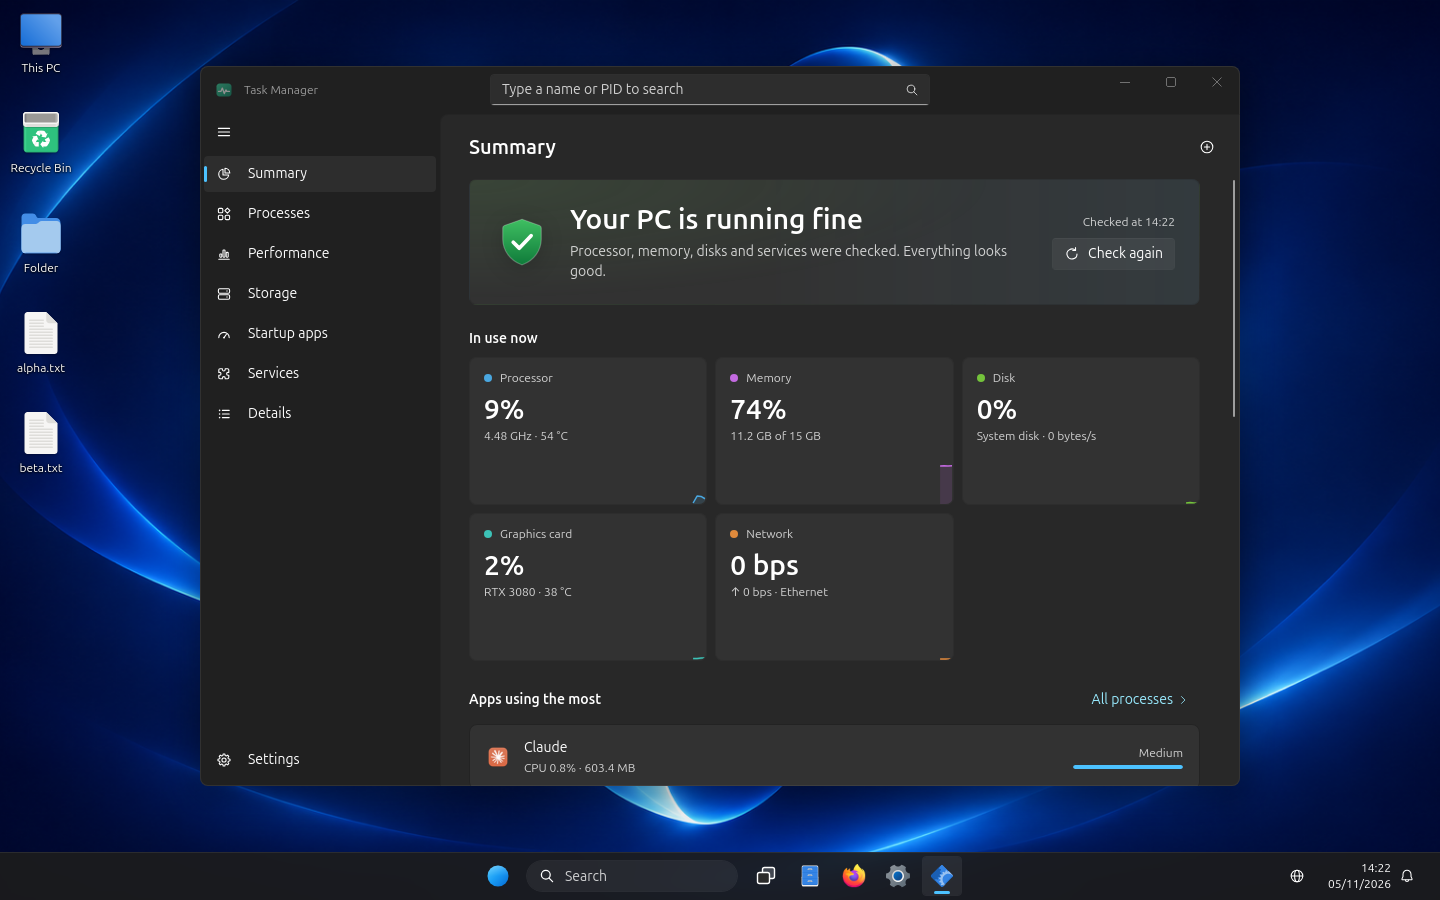 This PC
Recycle Bin
Folder
alpha.txt
beta.txt
Task Manager
Type a name or PID to search
Summary
Processes
Performance
Storage
Startup apps
Services
Details
Settings
Summary
Your PC is running fine
Processor, memory, disks and services were checked. Everything looks
good.
Checked at 14:22
Check again
In use now
Processor
9%
4.48 GHz · 54 °C
Memory
74%
11.2 GB of 15 GB
Disk
0%
System disk · 0 bytes/s
Graphics card
2%
RTX 3080 · 38 °C
Network
0 bps
↑ 0 bps · Ethernet
Apps using the most
All processes
Claude
CPU 0.8% · 603.4 MB
Medium
Search
14:22
05/11/2026